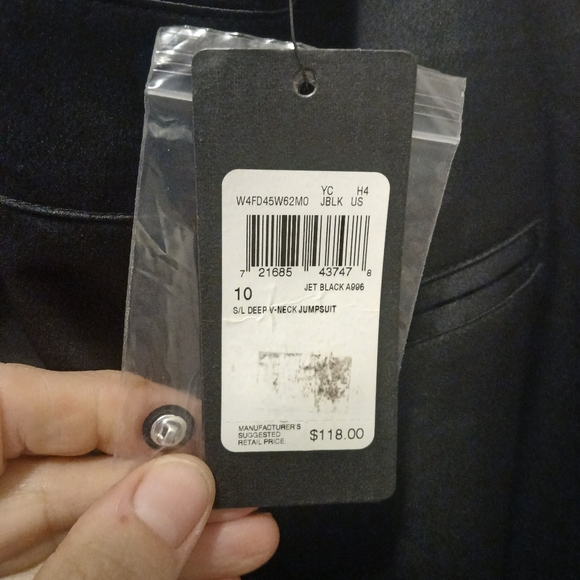 W4FD45W62M0 YC JBLK H4 US
7 21685 43747 8
10 JET BLACK A996
S/L DEEP V-NECK JUMPSUIT
MANUFACTURER'S
SUGGESTED
RETAIL PRICE. $118.00